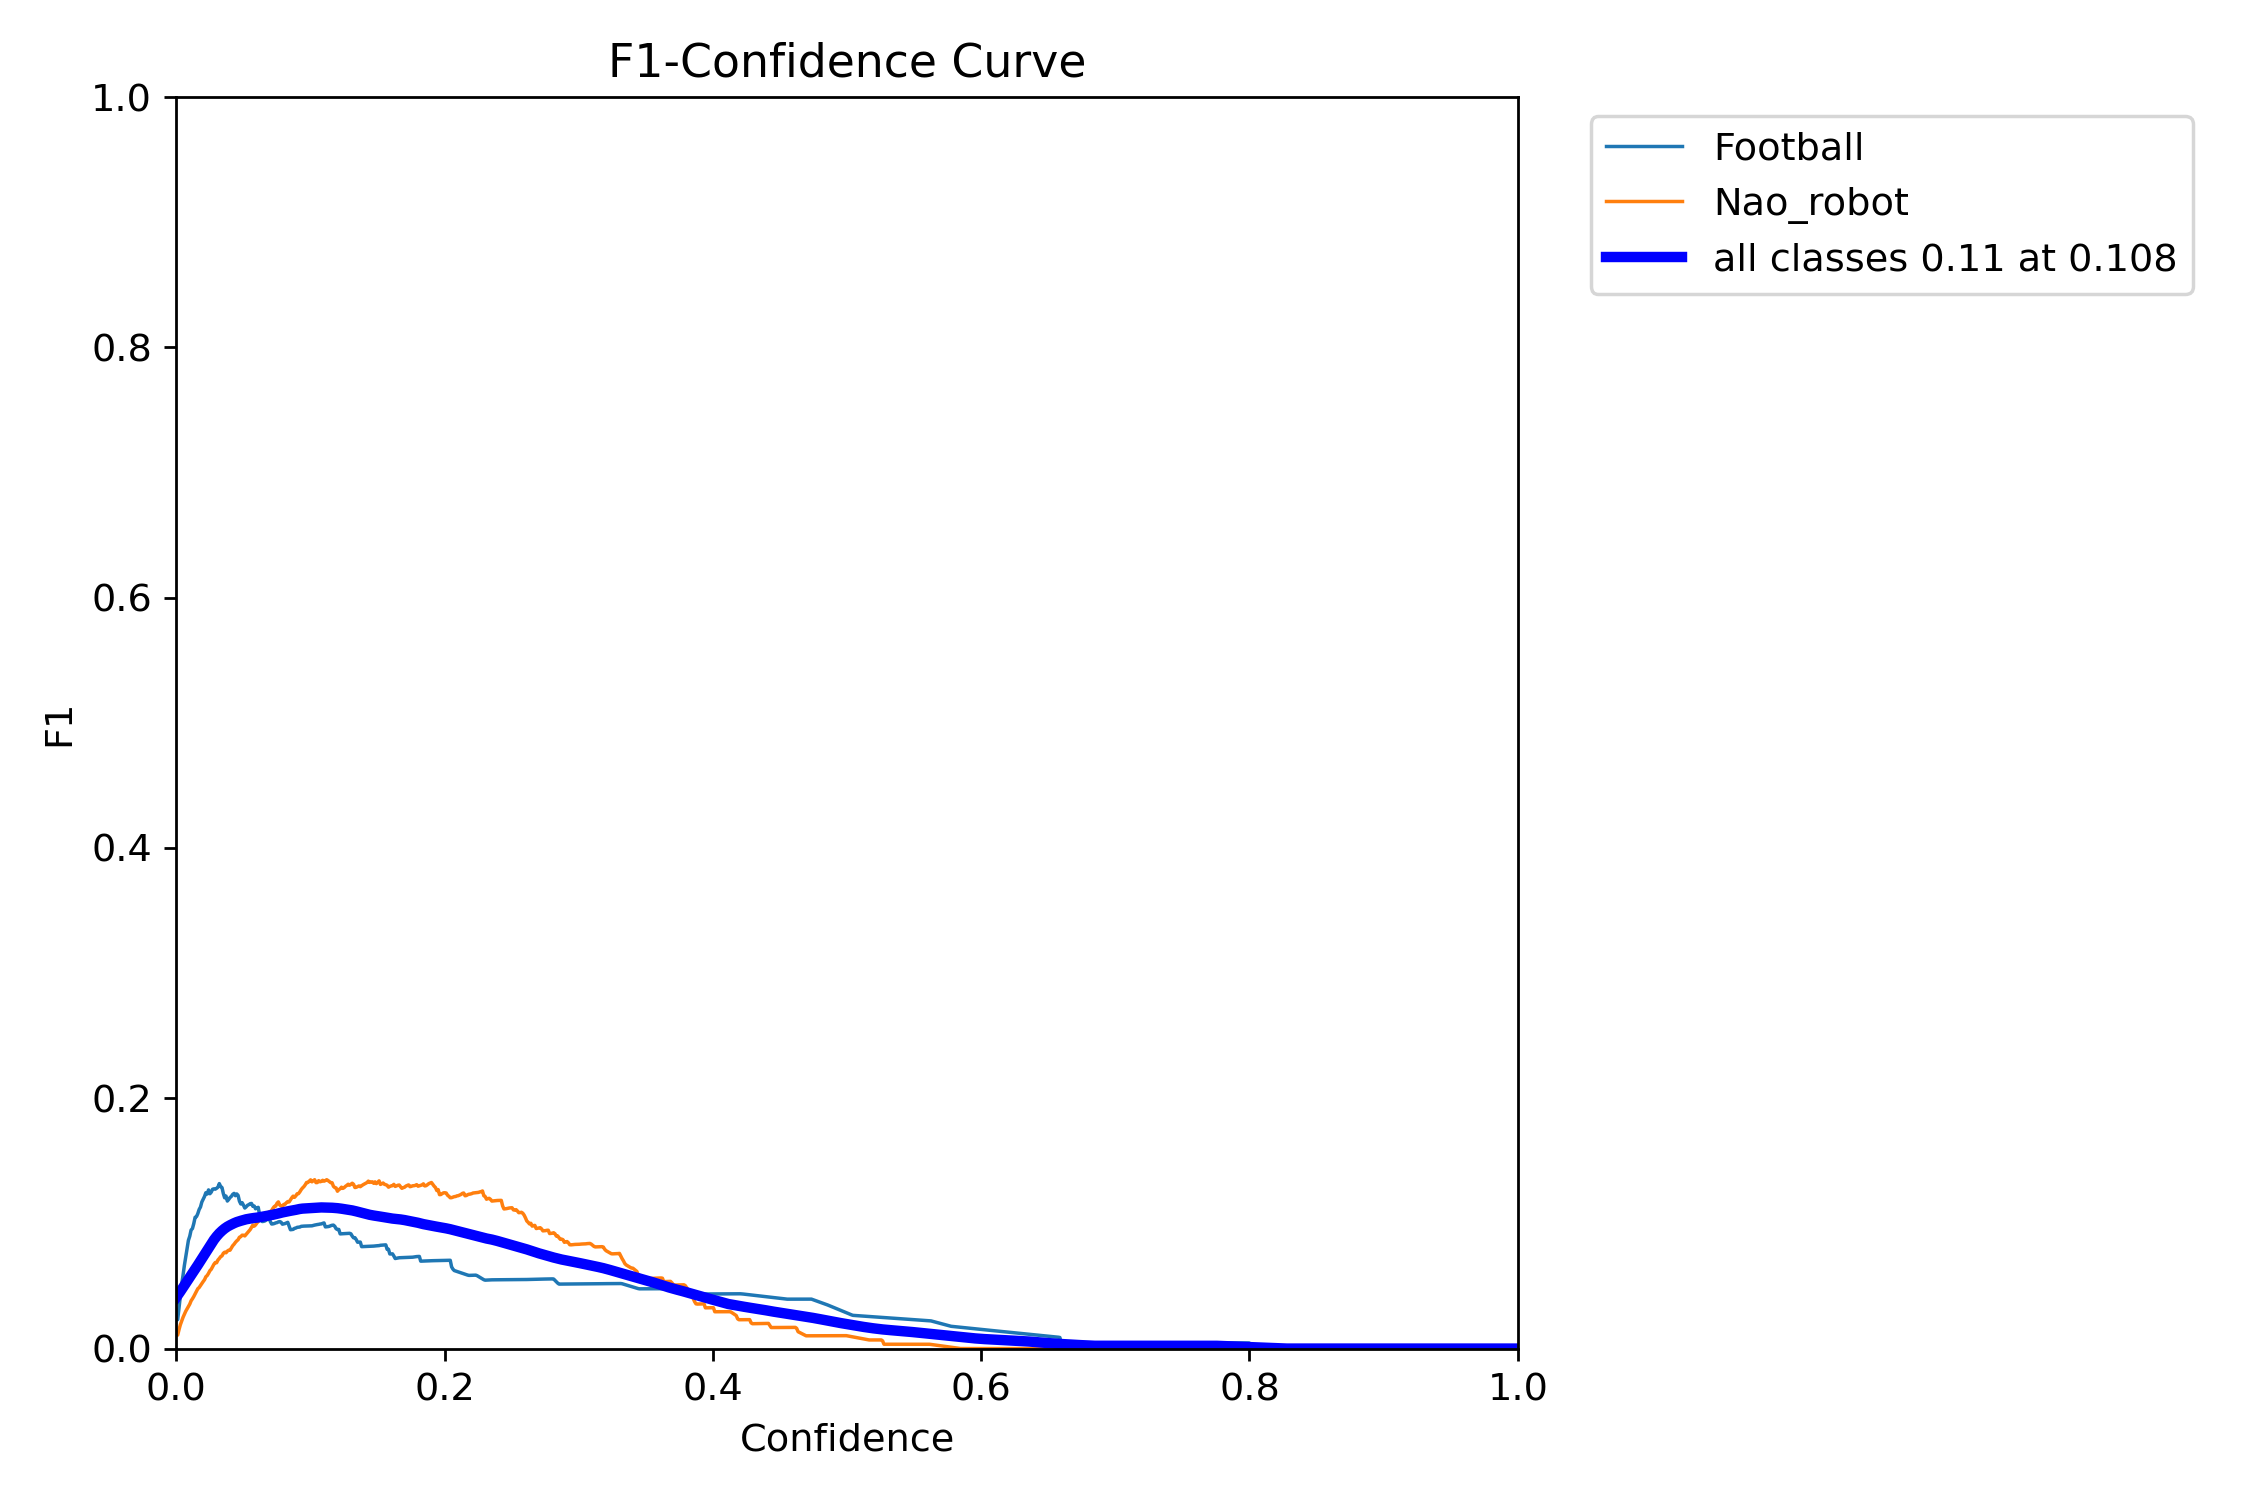 F1-Confidence Curve
1.0
0.8
0.6
0.4
0.2
0.0
F1
0.0 0.2 0.4 0.6 0.8 1.0
Confidence
Football
Nao_robot
all classes 0.11 at 0.108